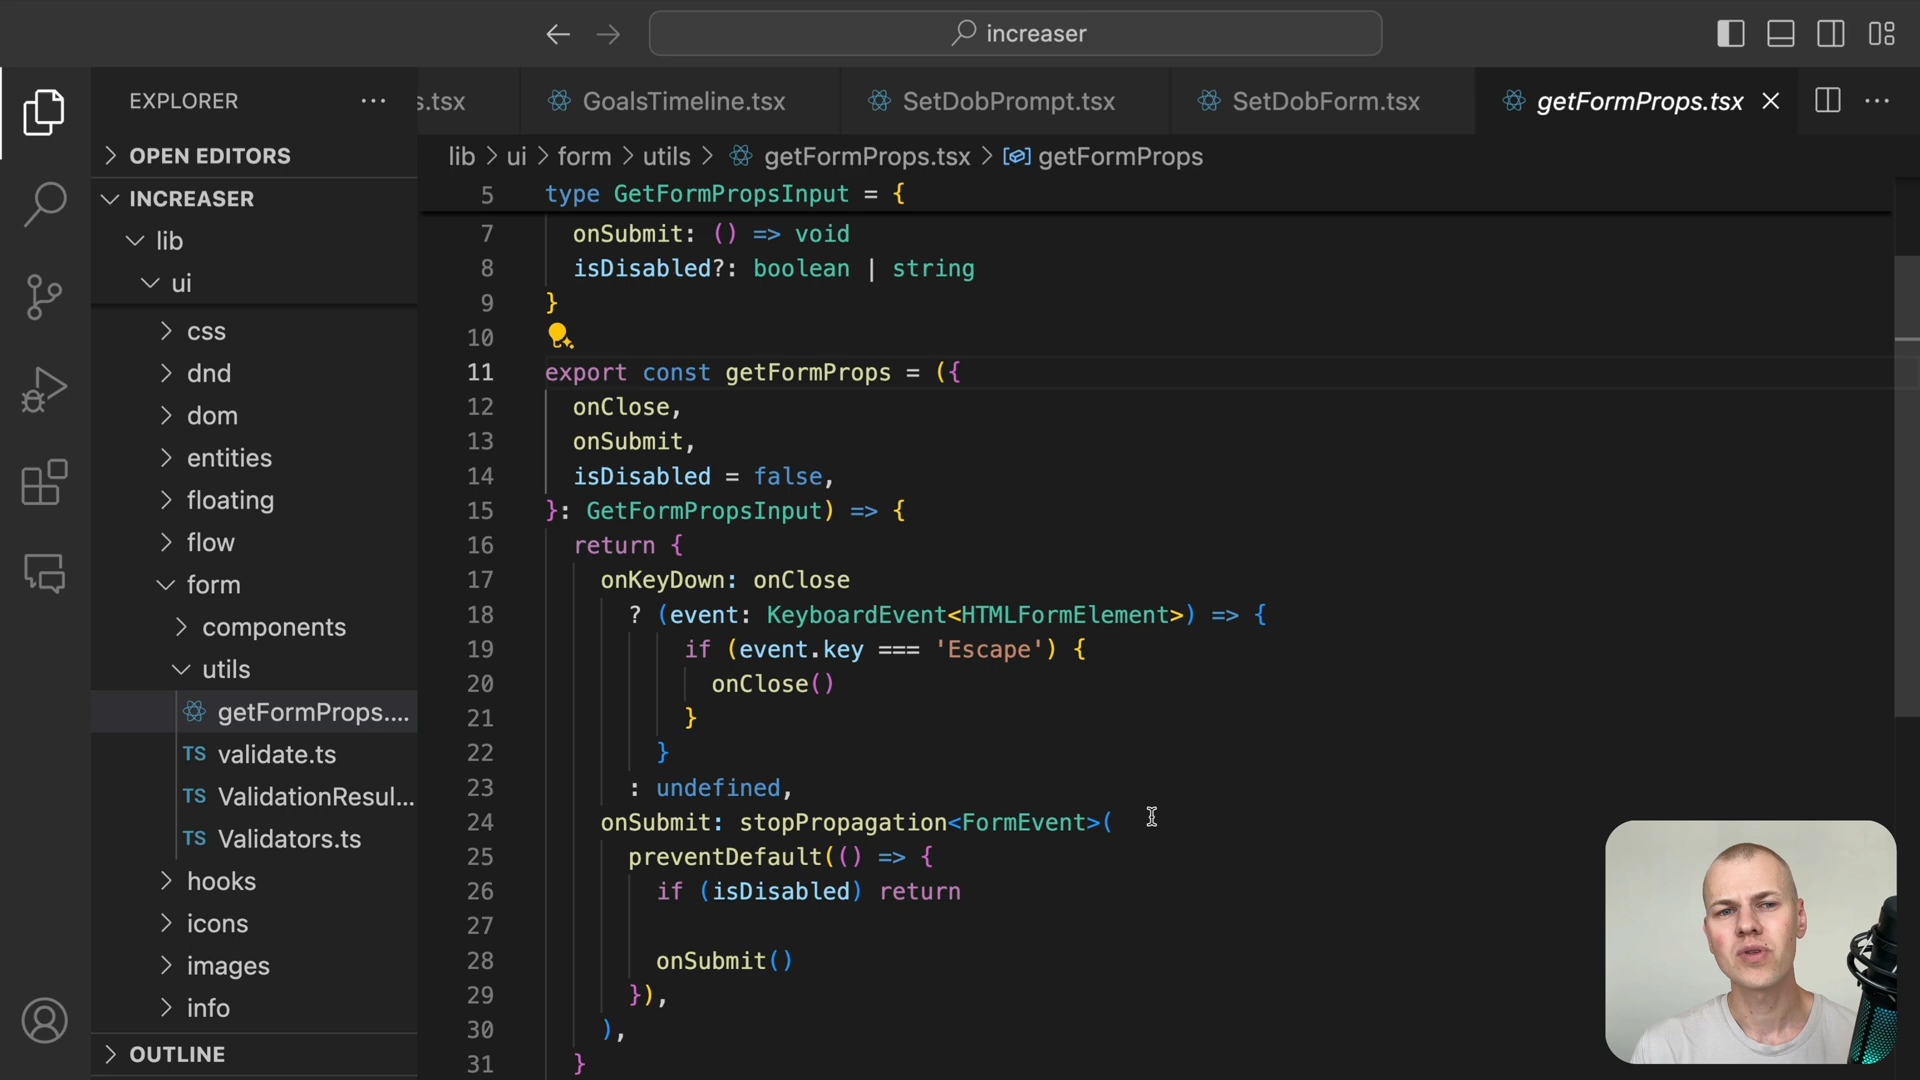 increaser
EXPLORER
s.tsx
GoalsTimeline.tsx
SetDobPrompt.tsx
SetDobForm.tsx
getFormProps.tsx
OPEN EDITORS
INCREASER
lib
ui
css
dnd
dom
entities
floating
flow
form
components
utils
getFormProps....
TS validate.ts
TS ValidationResul...
TS Validators.ts
hooks
icons
images
info
OUTLINE
lib > ui > form > utils > getFormProps.tsx > getFormProps
5 type GetFormPropsInput = {
7 onSubmit: () => void
8 isDisabled?: boolean | string
9 }
10
11 export const getFormProps = ({
12 onClose,
13 onSubmit,
14 isDisabled = false,
15 }: GetFormPropsInput) => {
16 return {
17 onKeyDown: onClose
18 ? (event: KeyboardEvent<HTMLFormElement>) => {
19 if (event.key === 'Escape') {
20 onClose()
21 }
22 }
23 : undefined,
24 onSubmit: stopPropagation<FormEvent>(
25 preventDefault(() => {
26 if (isDisabled) return
27
28 onSubmit()
29 }),
30 ),
31 }